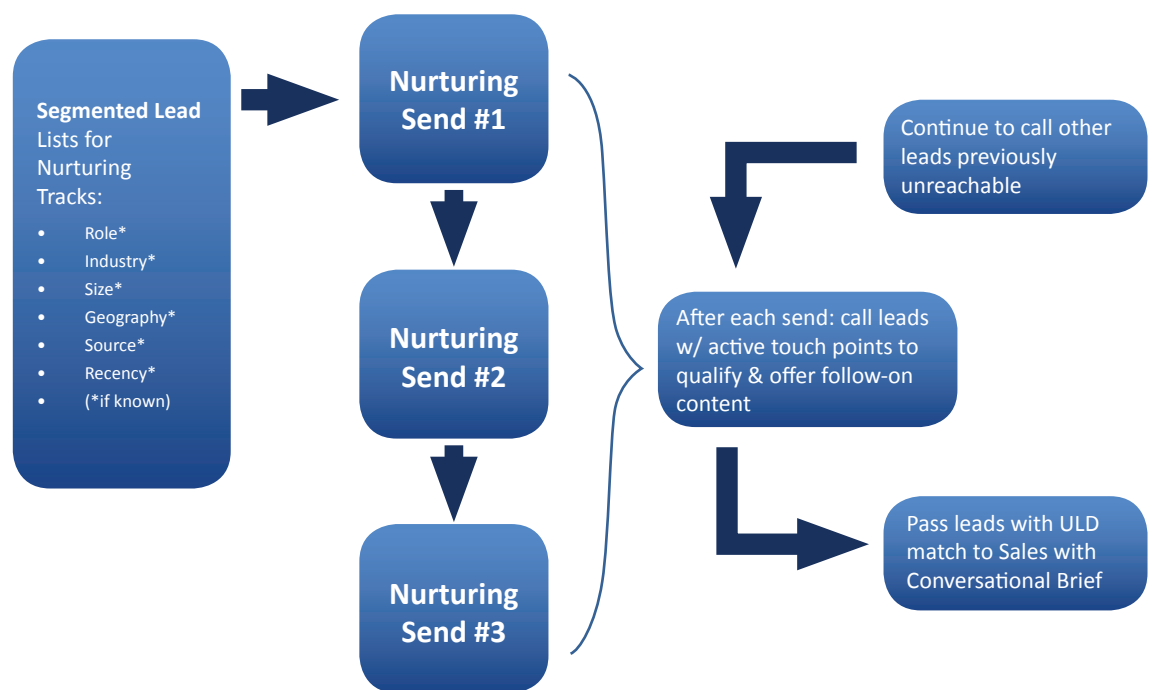 Segmented Lead
Lists for
Nurturing
Tracks:
• Role*
• Industry*
• Size*
• Geography*
• Source*
• Recency*
• (*if known)
Nurturing
Send #1
Nurturing
Send #2
Nurturing
Send #3
Continue to call other
leads previously
unreachable
After each send: call leads
w/ active touch points to
qualify & offer follow-on
content
Pass leads with ULD
match to Sales with
Conversational Brief